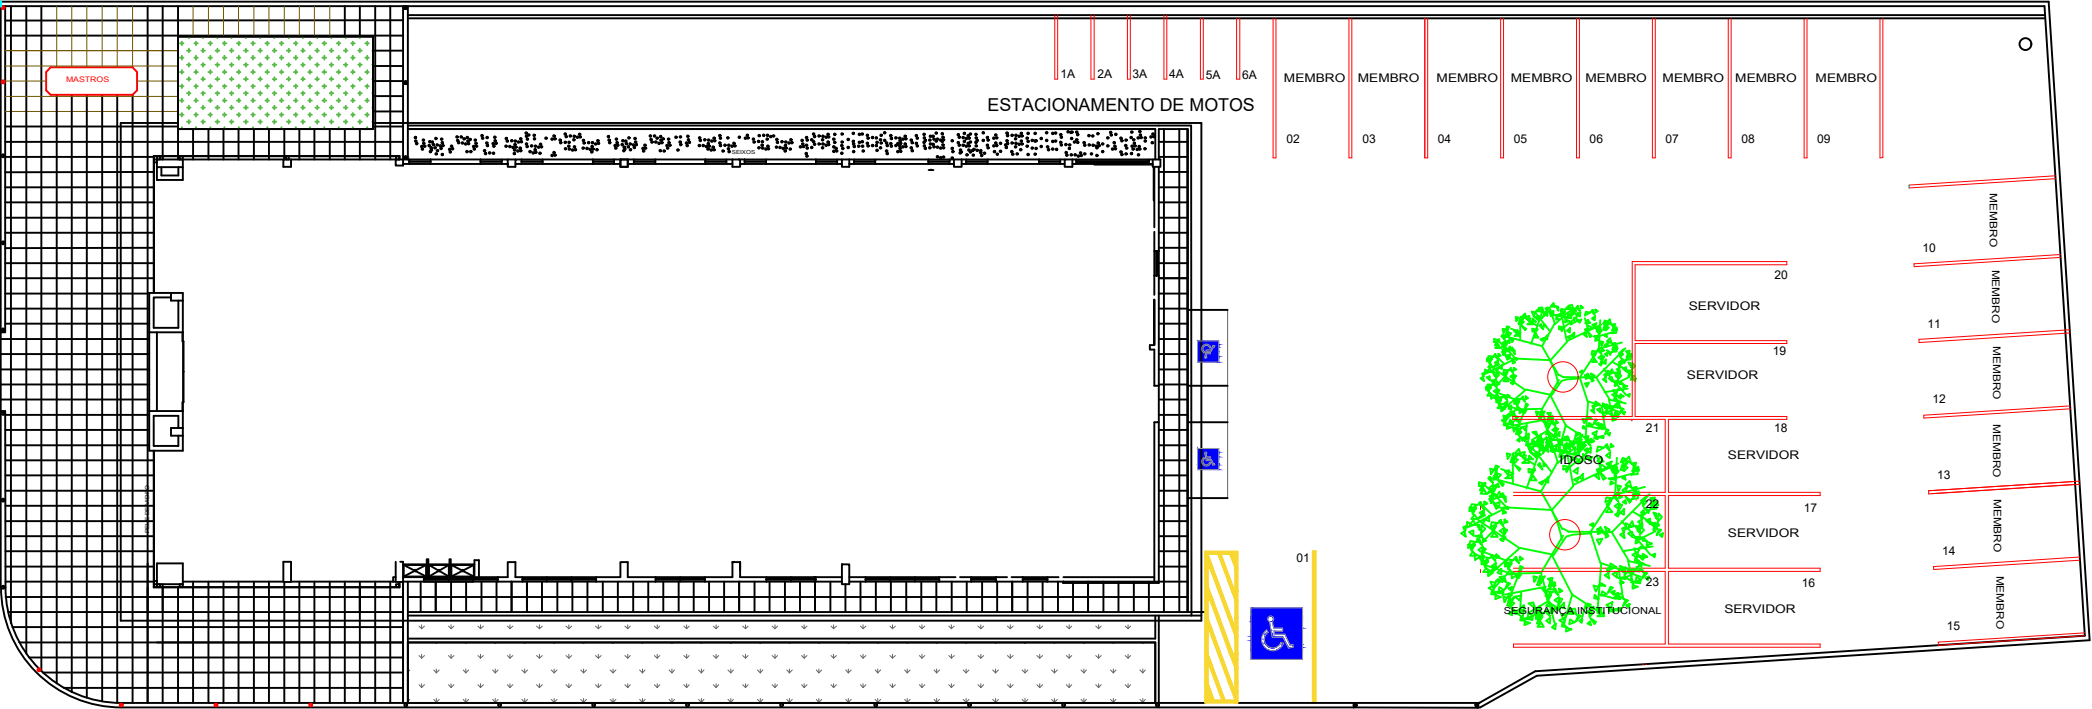 MASTROS
1A 2A 3A 4A 5A 6A
ESTACIONAMENTO DE MOTOS
MEMBRO MEMBRO MEMBRO MEMBRO MEMBRO MEMBRO MEMBRO MEMBRO
02 03 04 05 06 07 08 09
SEIXOS
MEMBRO
10
MEMBRO
11
MEMBRO
12
MEMBRO
13
MEMBRO
14
MEMBRO
15
20
SERVIDOR
19
SERVIDOR
21
IDOSO
18
SERVIDOR
22
17
SERVIDOR
23
SEGURANÇA INSTITUCIONAL
16
SERVIDOR
01